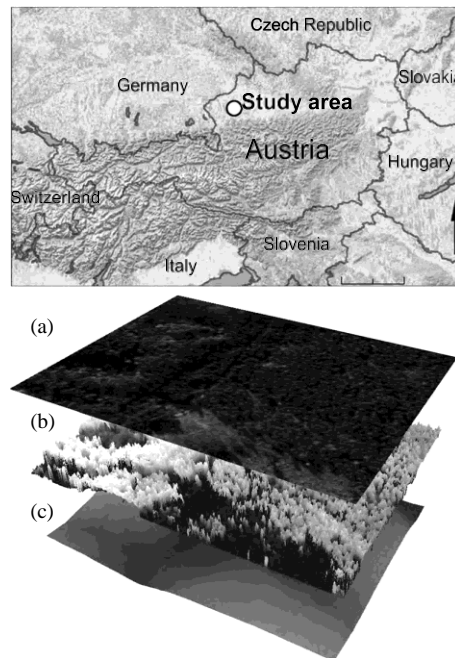 Czech Republic
Germany
Slovakia
Study area
Austria
Hungary
Switzerland
Slovenia
Italy
(a)
(b)
(c)